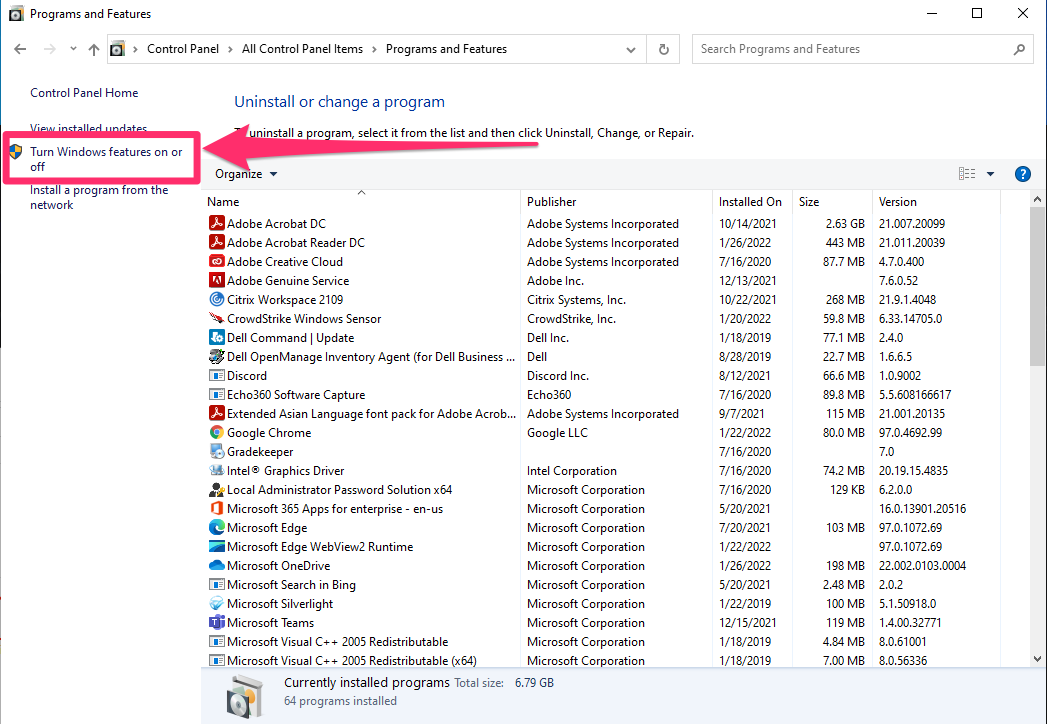 Programs and Features
Control Panel > All Control Panel Items > Programs and Features
Search Programs and Features
Control Panel Home
View installed updates
Turn Windows features on or
off
Install a program from the
network
Uninstall or change a program
uninstall a program, select it from the list and then click Uninstall, Change, or Repair.
Organize
?
Name Publisher Installed On Size Version
Adobe Acrobat DC Adobe Systems Incorporated 10/14/2021 2.63 GB 21.007.20099
Adobe Acrobat Reader DC Adobe Systems Incorporated 1/26/2022 443 MB 21.011.20039
Adobe Creative Cloud Adobe Systems Incorporated 7/16/2020 87.7 MB 4.7.0.400
Adobe Genuine Service Adobe Inc. 12/13/2021 7.6.0.52
Citrix Workspace 2109 Citrix Systems, Inc. 10/22/2021 268 MB 21.9.1.4048
CrowdStrike Windows Sensor CrowdStrike, Inc. 1/20/2022 59.8 MB 6.33.14705.0
Dell Command | Update Dell Inc. 1/18/2019 77.1 MB 2.4.0
Dell OpenManage Inventory Agent (for Dell Business ... Dell 8/28/2019 22.7 MB 1.6.6.5
Discord Discord Inc. 8/12/2021 66.6 MB 1.0.9002
Echo360 Software Capture Echo360 7/16/2020 89.8 MB 5.5.608166617
Extended Asian Language font pack for Adobe Acrob... Adobe Systems Incorporated 9/7/2021 115 MB 21.001.20135
Google Chrome Google LLC 1/22/2022 80.0 MB 97.0.4692.99
Gradekeeper 7/16/2020 7.0
Intel® Graphics Driver Intel Corporation 7/16/2020 74.2 MB 20.19.15.4835
Local Administrator Password Solution x64 Microsoft Corporation 7/16/2020 129 KB 6.2.0.0
Microsoft 365 Apps for enterprise - en-us Microsoft Corporation 5/20/2021 16.0.13901.20516
Microsoft Edge Microsoft Corporation 7/20/2021 103 MB 97.0.1072.69
Microsoft Edge WebView2 Runtime Microsoft Corporation 1/22/2022 97.0.1072.69
Microsoft OneDrive Microsoft Corporation 1/26/2022 198 MB 22.002.0103.0004
Microsoft Search in Bing Microsoft Corporation 5/20/2021 2.48 MB 2.0.2
Microsoft Silverlight Microsoft Corporation 1/22/2019 100 MB 5.1.50918.0
Microsoft Teams Microsoft Corporation 12/15/2021 119 MB 1.4.00.32771
Microsoft Visual C++ 2005 Redistributable Microsoft Corporation 1/18/2019 4.84 MB 8.0.61001
Microsoft Visual C++ 2005 Redistributable (x64) Microsoft Corporation 1/18/2019 7.00 MB 8.0.56336
Currently installed programs Total size: 6.79 GB
64 programs installed